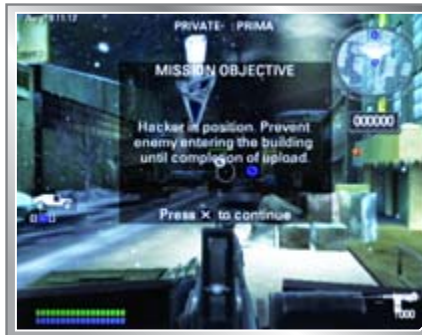 PRIVATE- : PRIMA
MISSION OBJECTIVE
Hacker in position. Prevent
enemy entering the building
until completion of upload.
000000
Press ✕ to continue